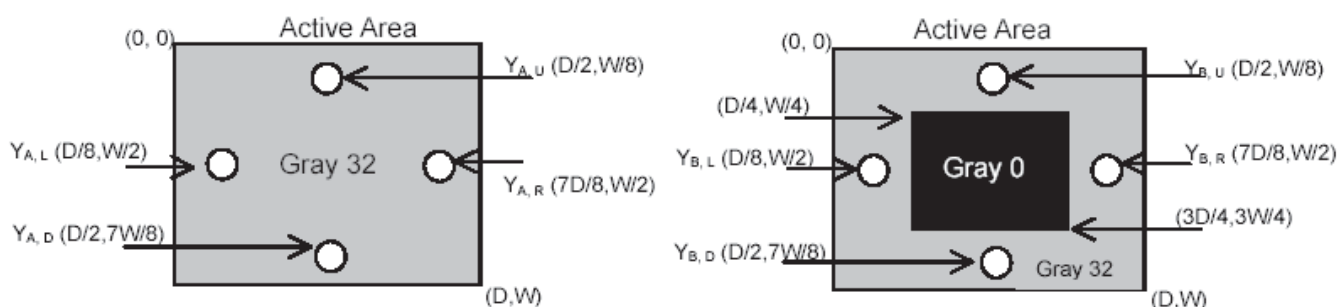 Active Area
(0, 0)
Y_A, U (D/2,W/8)
Y_A, L (D/8,W/2)
Gray 32
Y_A, R (7D/8,W/2)
Y_A, D (D/2,7W/8)
(D,W)
Active Area
(0, 0)
Y_B, U (D/2,W/8)
(D/4,W/4)
Y_B, L (D/8,W/2)
Gray 0
Y_B, R (7D/8,W/2)
(3D/4,3W/4)
Y_B, D (D/2,7W/8)
Gray 32
(D,W)